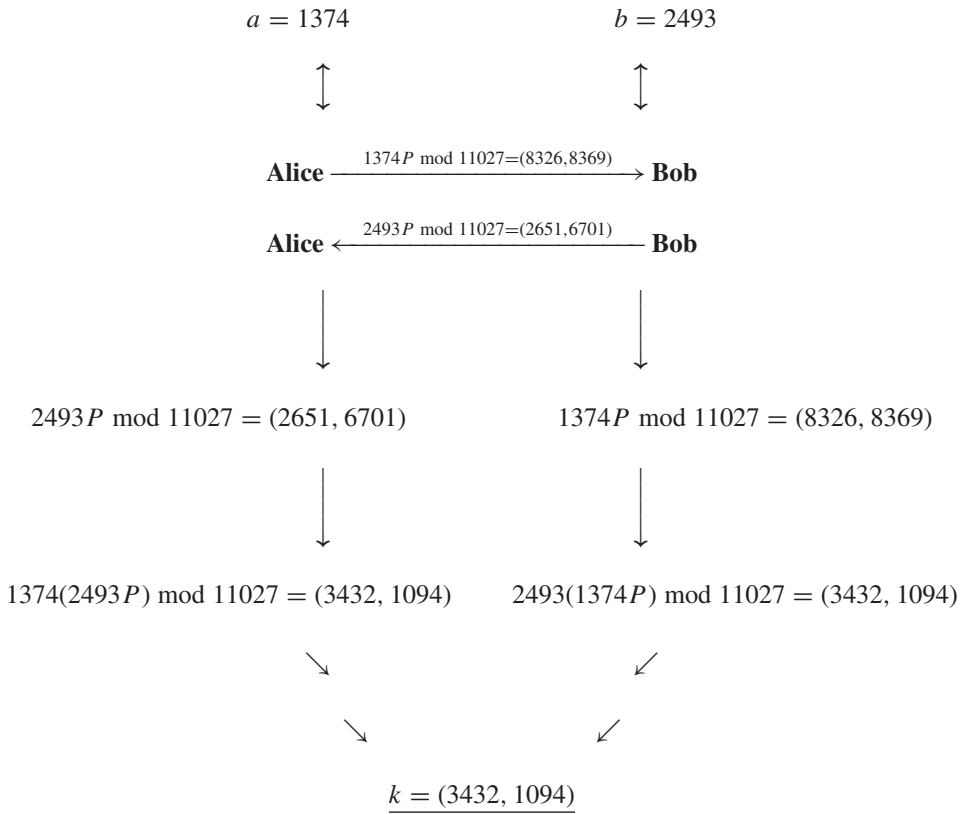 a = 1374 b = 2493
1374P mod 11027=(8326,8369)
Alice Bob
2493P mod 11027=(2651,6701)
Alice Bob
2493P mod 11027 = (2651, 6701) 1374P mod 11027 = (8326, 8369)
1374(2493P) mod 11027 = (3432, 1094) 2493(1374P) mod 11027 = (3432, 1094)
k = (3432, 1094)